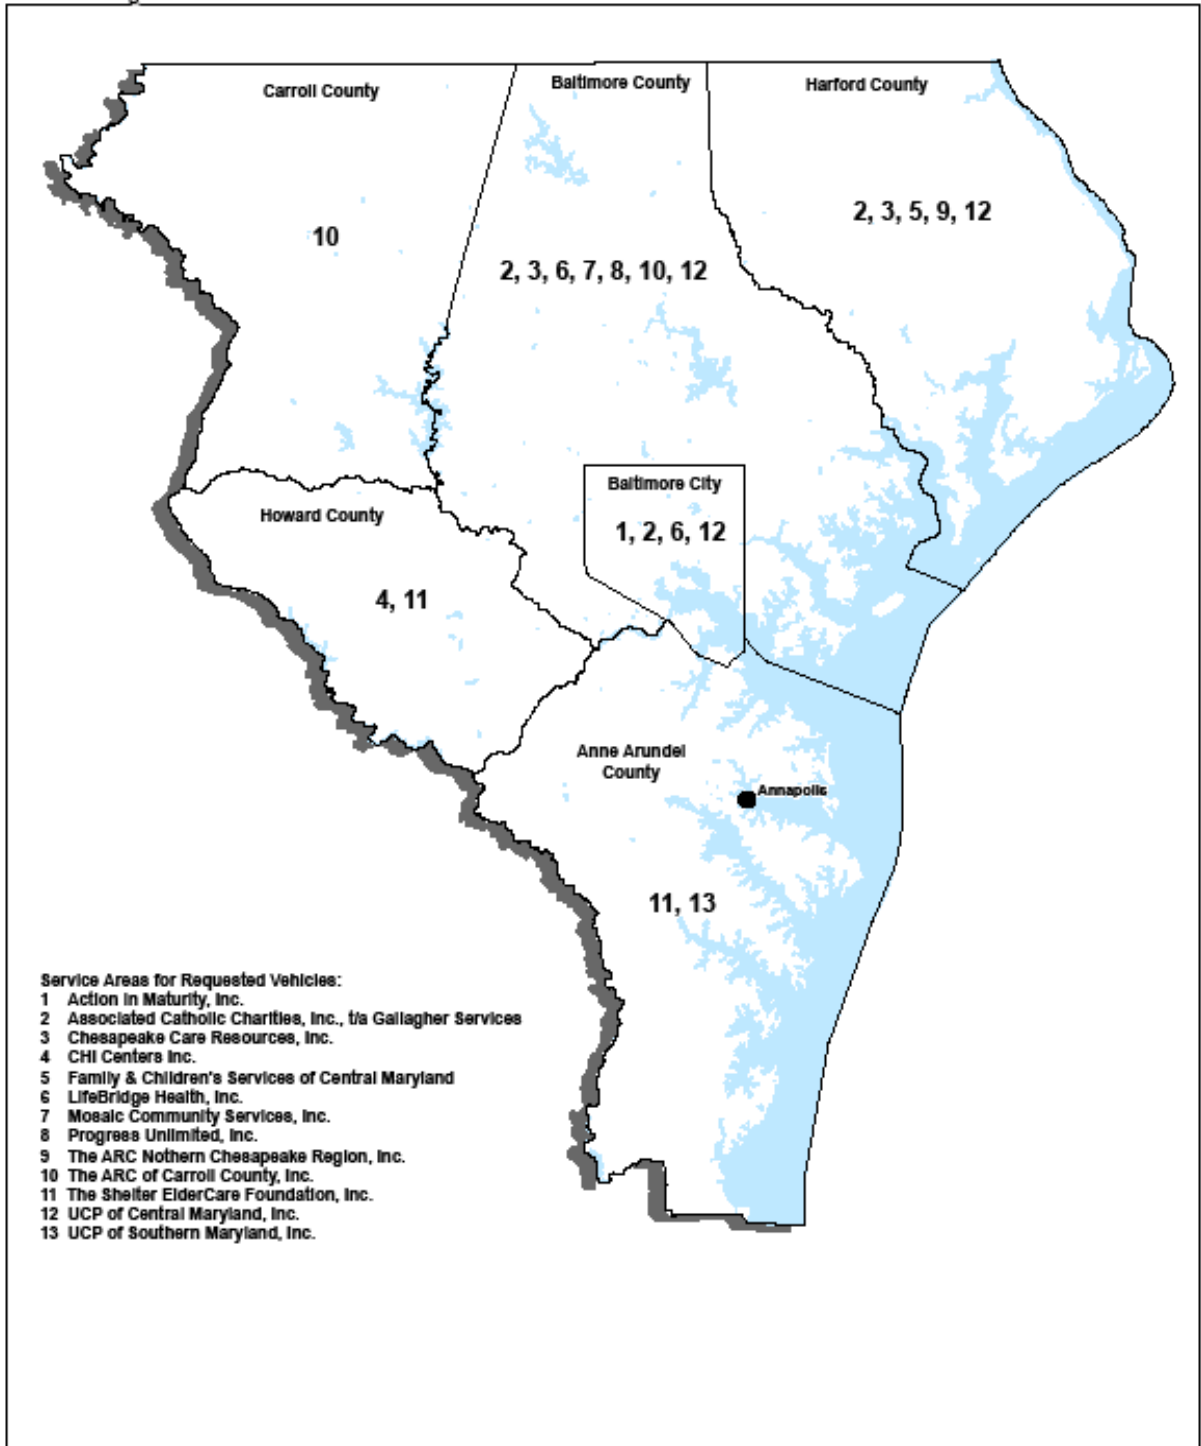 Carroll County
Baltimore County
Harford County
2, 3, 5, 9, 12
10
2, 3, 6, 7, 8, 10, 12
Baltimore City
1, 2, 6, 12
Howard County
4, 11
Anne Arundel
County
Annapolis
11, 13
Service Areas for Requested Vehicles:
1 Action in Maturity, Inc.
2 Associated Catholic Charities, Inc., t/a Gallagher Services
3 Chesapeake Care Resources, Inc.
4 CHI Centers Inc.
5 Family & Children's Services of Central Maryland
6 LifeBridge Health, Inc.
7 Mosaic Community Services, Inc.
8 Progress Unlimited, Inc.
9 The ARC Nothern Chesapeake Region, Inc.
10 The ARC of Carroll County, Inc.
11 The Shelter ElderCare Foundation, Inc.
12 UCP of Central Maryland, Inc.
13 UCP of Southern Maryland, Inc.